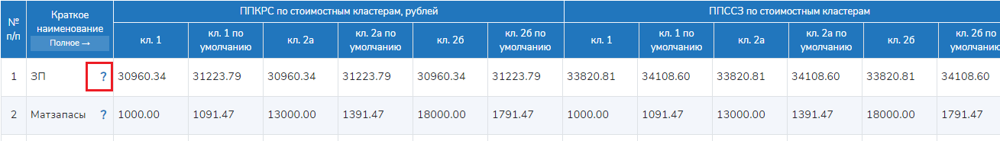 № п/п
Краткое наименование
Полное →
ППКРС по стоимостным кластерам, рублей
ППССЗ по стоимостным кластерам
кл. 1
кл. 1 по умолчанию
кл. 2а
кл. 2а по умолчанию
кл. 2б
кл. 2б по умолчанию
кл. 1
кл. 1 по умолчанию
кл. 2а
кл. 2а по умолчанию
кл. 2б
кл. 2б по умолчанию
1 ЗП ? 30960.34 31223.79 30960.34 31223.79 30960.34 31223.79 33820.81 34108.60 33820.81 34108.60 33820.81 34108.60
2 Матзапасы ? 1000.00 1091.47 13000.00 1391.47 18000.00 1791.47 1000.00 1091.47 13000.00 1391.47 18000.00 1791.47